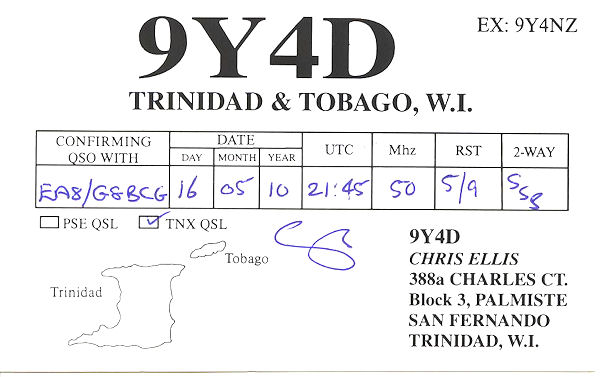 9Y4D
EX: 9Y4NZ
TRINIDAD & TOBAGO, W.I.
CONFIRMING QSO WITH DATE UTC Mhz RST 2-WAY
DAY MONTH YEAR
EA8/G8BCG 16 05 10 21:45 50 5/9 SSB
PSE QSL TNX QSL
Tobago
Trinidad
9Y4D
CHRIS ELLIS
388a CHARLES CT.
Block 3, PALMISTE
SAN FERNANDO
TRINIDAD, W.I.